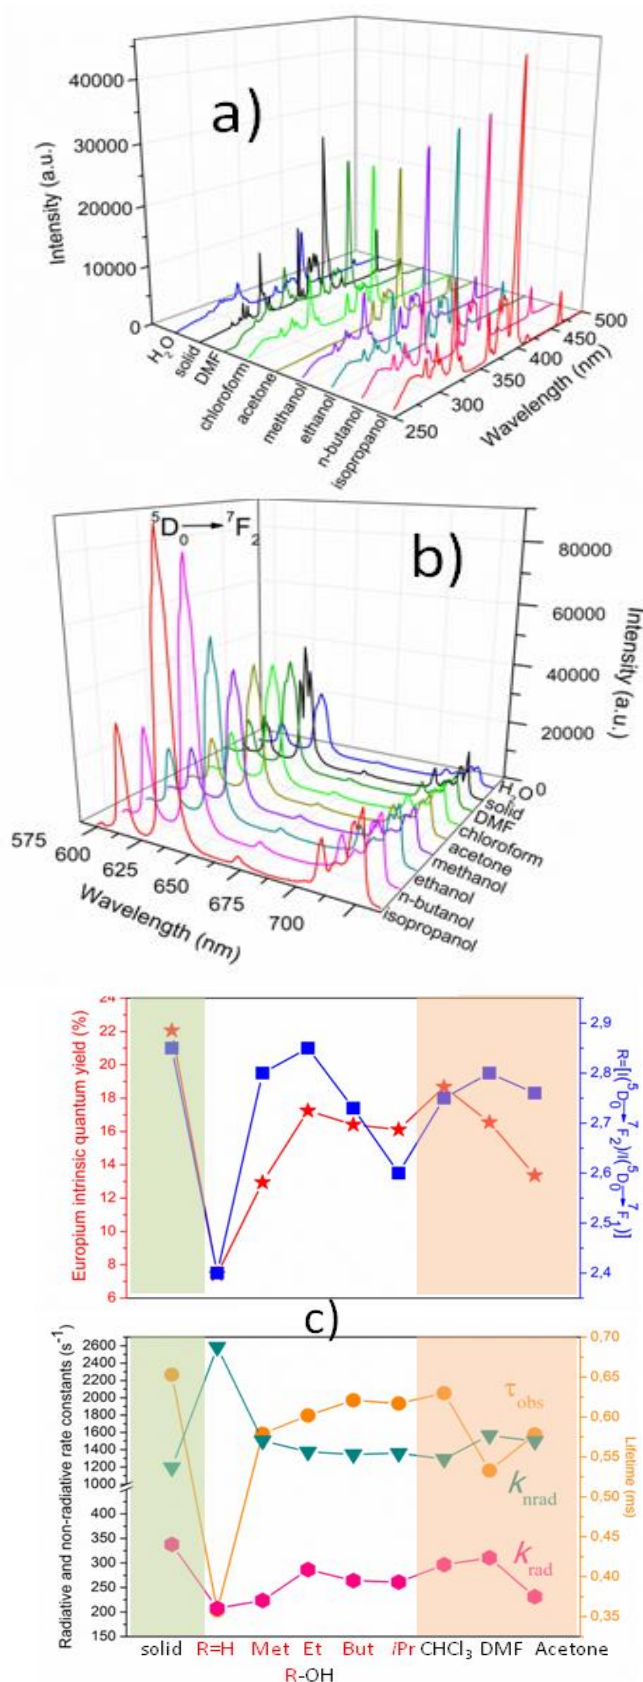 a)
Intensity (a.u.)
40000
30000
20000
10000
0
H2O
solid
DMF
chloroform
acetone
methanol
ethanol
n-butanol
isopropanol
250
300
350
400
450
500
Wavelength (nm)
b)
5D0 → 7F2
80000
60000
40000
20000
0
Intensity (a.u.)
H2O
solid
DMF
chloroform
acetone
methanol
ethanol
n-butanol
isopropanol
575
600
625
650
675
700
Wavelength (nm)
24
22
20
18
16
14
12
10
8
6
Europium intrinsic quantum yield (%)
2,9
2,8
2,7
2,6
2,5
2,4
R=[I(5D0→7F2)/I(5D0→7F1)]
c)
Radiative and non-radiative rate constants (s-1)
2600
2400
2200
2000
1800
1600
1400
1200
1000
400
350
300
250
200
150
0,70
0,65
0,60
0,55
0,50
0,45
0,40
0,35
Lifetime (ms)
τobs
knrad
krad
solid R=H Met Et But iPr CHCl3 DMF Acetone
R-OH